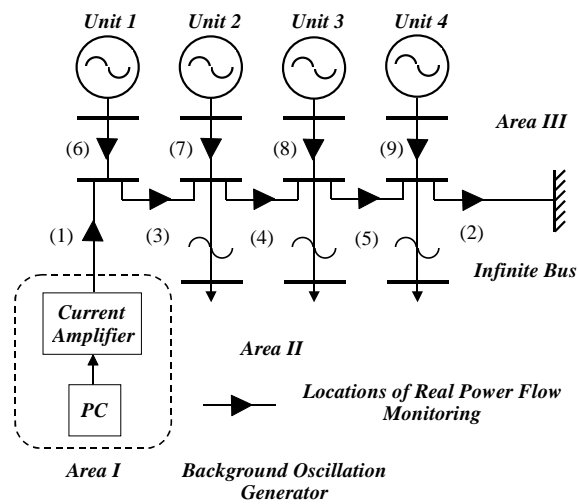 Unit 1 Unit 2 Unit 3 Unit 4
Area III
(6) (7) (8) (9)
(1) (3) (4) (5) (2)
Infinite Bus
Current
Amplifier
Area II
PC
Locations of Real Power Flow
Monitoring
Area I
Background Oscillation
Generator